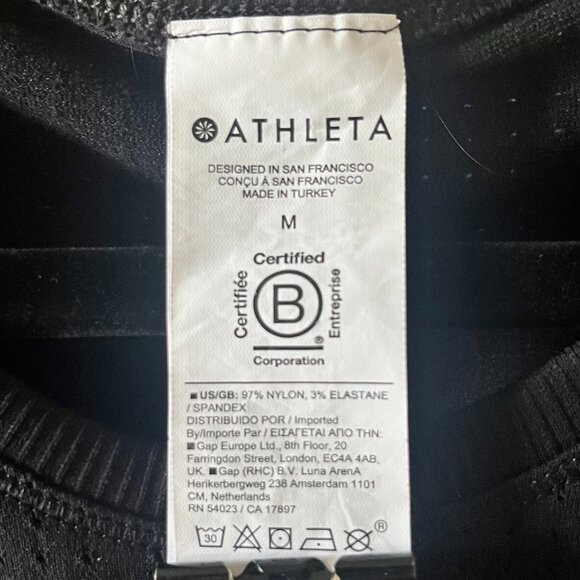 ATHLETA
DESIGNED IN SAN FRANCISCO
CONÇU À SAN FRANCISCO
MADE IN TURKEY
M
Certified
Certifiée
B
Entreprise
®
Corporation
US/GB: 97% NYLON, 3% ELASTANE
/ SPANDEX
DISTRIBUIDO POR / Imported
By/Importe Par / ΕΙΣΑΓΕΤΑΙ ΑΠΟ ΤΗΝ:
Gap Europe Ltd., 8th Floor, 20
Farringdon Street, London, EC4A 4AB,
UK. Gap (RHC) B.V. Luna ArenA
Herikerbergweg 238 Amsterdam 1101
CM, Netherlands
RN 54023 / CA 17897
30 ®